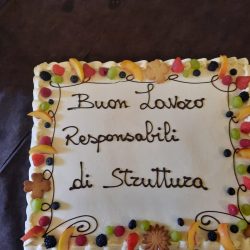 Buon Lavoro
Responsabili
di Struttura